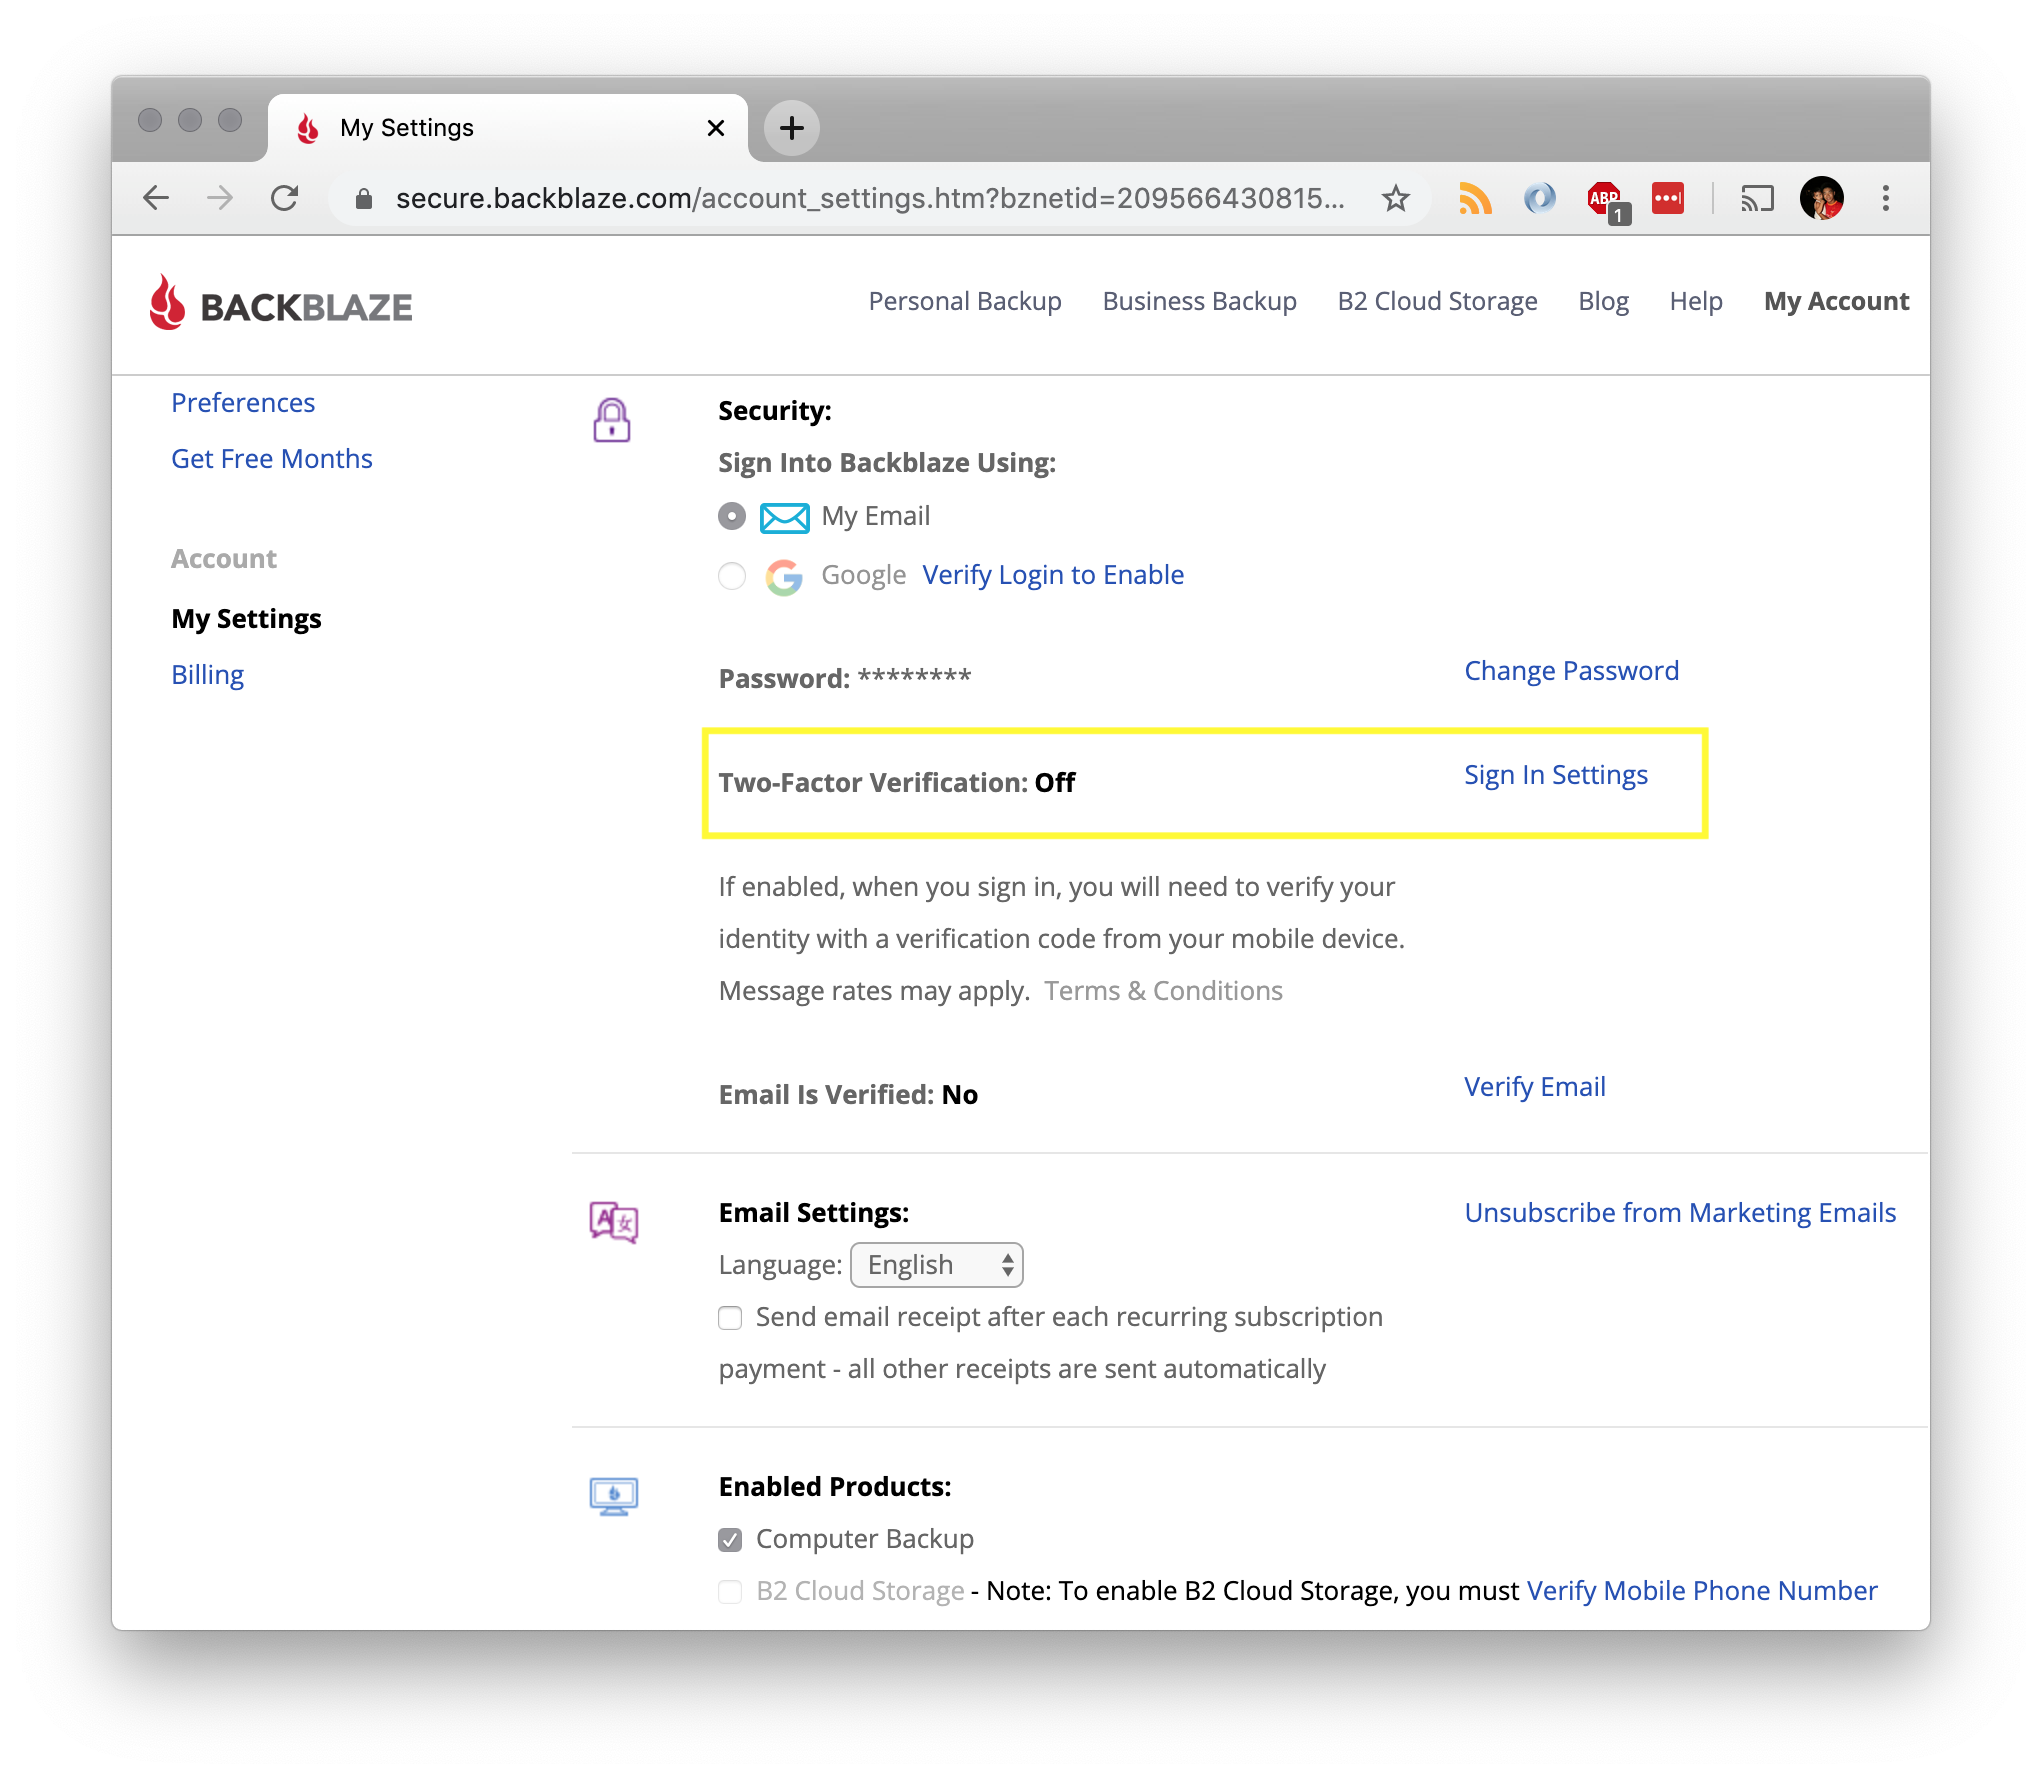 My Settings
secure.backblaze.com/account_settings.htm?bznetid=209566430815...
ABP
1
BACKBLAZE
Personal Backup Business Backup B2 Cloud Storage Blog Help My Account
Preferences
Get Free Months
Account
My Settings
Billing
Security:
Sign Into Backblaze Using:
My Email
Google Verify Login to Enable
Password: ******** Change Password
Two-Factor Verification: Off Sign In Settings
If enabled, when you sign in, you will need to verify your
identity with a verification code from your mobile device.
Message rates may apply. Terms & Conditions
Email Is Verified: No Verify Email
A 女
Email Settings: Unsubscribe from Marketing Emails
Language: English
Send email receipt after each recurring subscription
payment - all other receipts are sent automatically
Enabled Products:
Computer Backup
B2 Cloud Storage - Note: To enable B2 Cloud Storage, you must Verify Mobile Phone Number